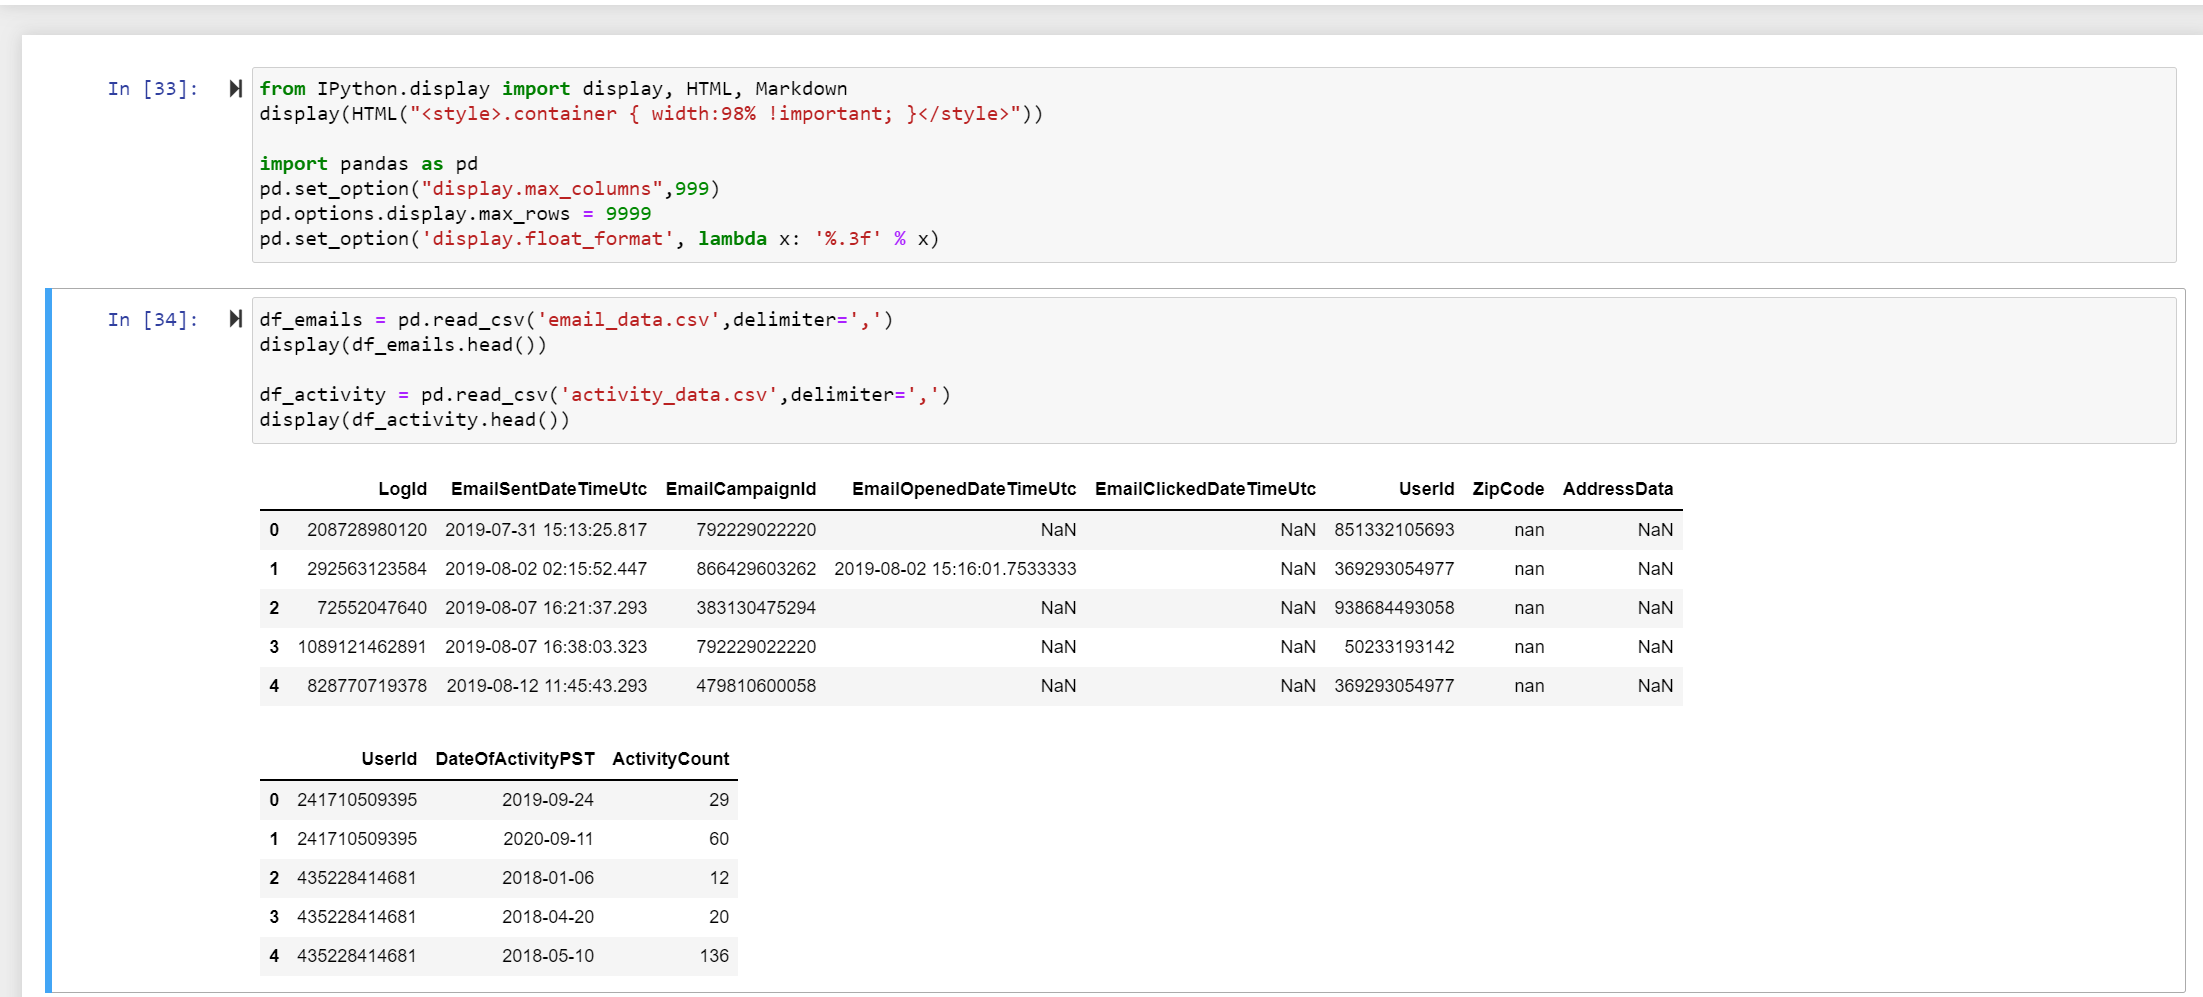 In [33]: from IPython.display import display, HTML, Markdown
display(HTML("<style>.container { width:98% !important; }</style>"))
import pandas as pd
pd.set_option("display.max_columns",999)
pd.options.display.max_rows = 9999
pd.set_option('display.float_format', lambda x: '%.3f' % x)
In [34]: df_emails = pd.read_csv('email_data.csv',delimiter=',')
display(df_emails.head())
df_activity = pd.read_csv('activity_data.csv',delimiter=',')
display(df_activity.head())
LogId EmailSentDateTimeUtc EmailCampaignId EmailOpenedDateTimeUtc EmailClickedDateTimeUtc UserId ZipCode AddressData
0 208728980120 2019-07-31 15:13:25.817 792229022220 NaN NaN 851332105693 nan NaN
1 292563123584 2019-08-02 02:15:52.447 866429603262 2019-08-02 15:16:01.7533333 NaN 369293054977 nan NaN
2 72552047640 2019-08-07 16:21:37.293 383130475294 NaN NaN 938684493058 nan NaN
3 1089121462891 2019-08-07 16:38:03.323 792229022220 NaN NaN 50233193142 nan NaN
4 828770719378 2019-08-12 11:45:43.293 479810600058 NaN NaN 369293054977 nan NaN
UserId DateOfActivityPST ActivityCount
0 241710509395 2019-09-24 29
1 241710509395 2020-09-11 60
2 435228414681 2018-01-06 12
3 435228414681 2018-04-20 20
4 435228414681 2018-05-10 136